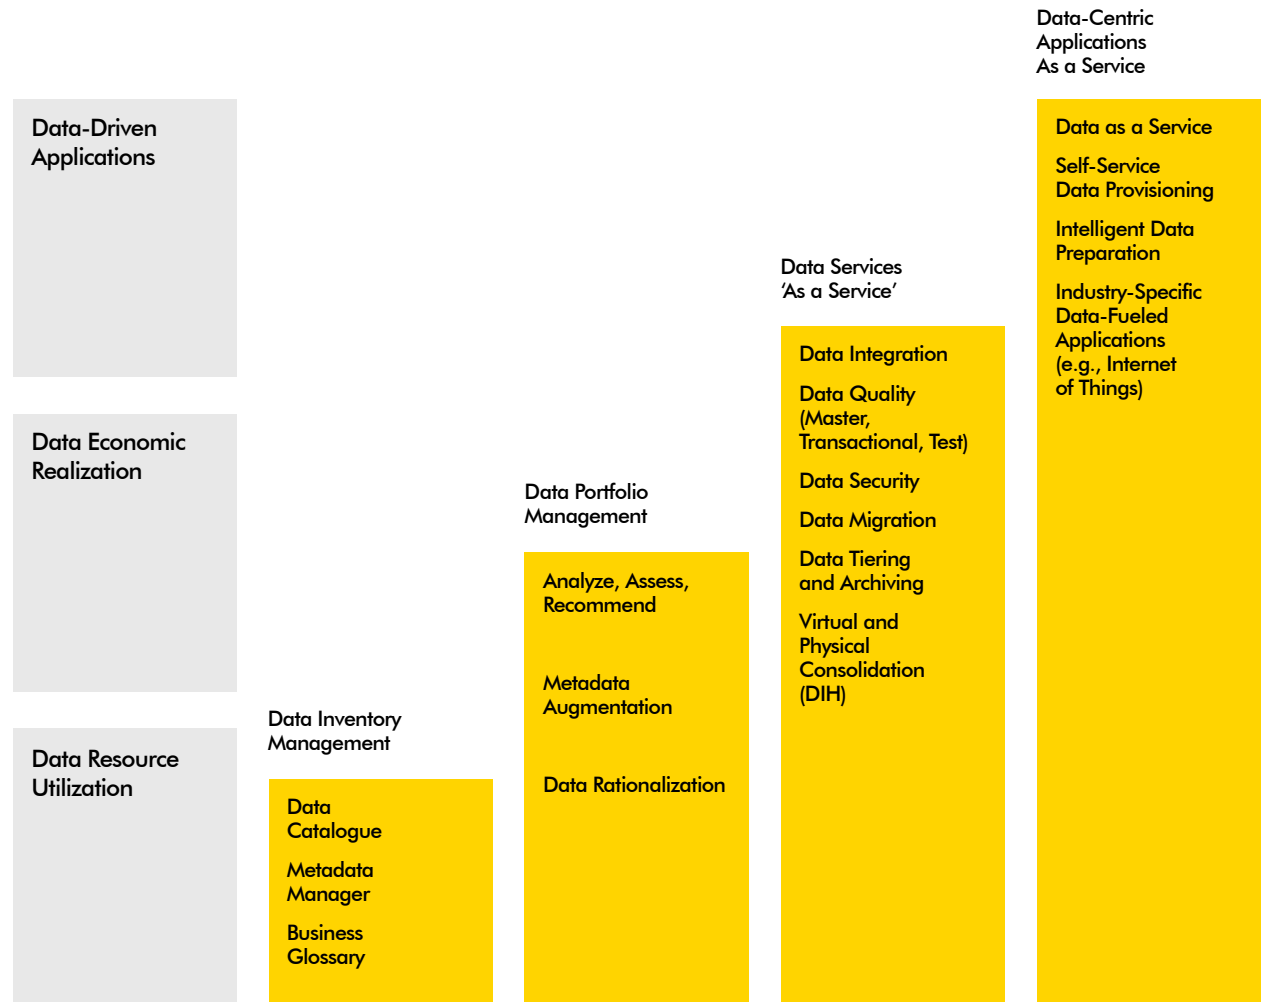 Data-Driven
Applications
Data Economic
Realization
Data Resource
Utilization
Data Inventory
Management
Data
Catalogue
Metadata
Manager
Business
Glossary
Data Portfolio
Management
Analyze, Assess,
Recommend
Metadata
Augmentation
Data Rationalization
Data Services
‘As a Service’
Data Integration
Data Quality
(Master,
Transactional, Test)
Data Security
Data Migration
Data Tiering
and Archiving
Virtual and
Physical
Consolidation
(DIH)
Data-Centric
Applications
As a Service
Data as a Service
Self-Service
Data Provisioning
Intelligent Data
Preparation
Industry-Specific
Data-Fueled
Applications
(e.g., Internet
of Things)